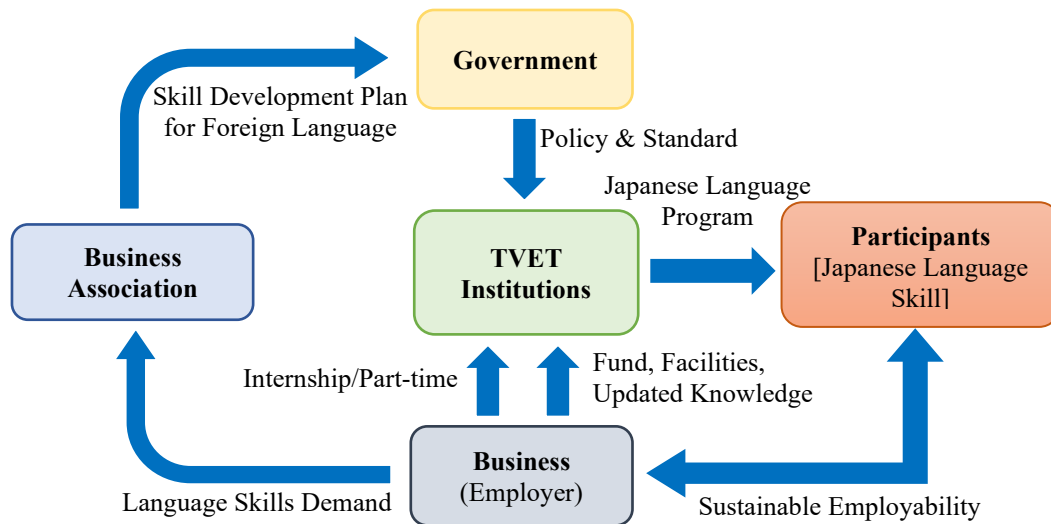 Government
Skill Development Plan
for Foreign Language
Policy & Standard
Japanese Language
Program
Business
Association
TVET
Institutions
Participants
[Japanese Language
Skill]
Internship/Part-time
Fund, Facilities,
Updated Knowledge
Business
(Employer)
Language Skills Demand
Sustainable Employability